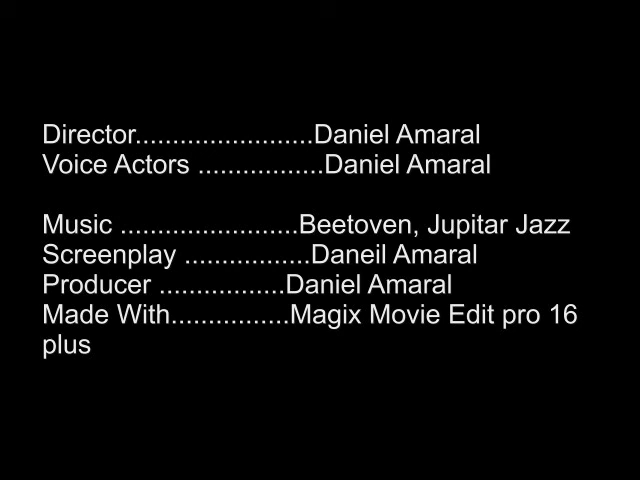 Director........................Daniel Amaral
Voice Actors .................Daniel Amaral
Music ........................Beetoven, Jupitar Jazz
Screenplay .................Daneil Amaral
Producer .................Daniel Amaral
Made With................Magix Movie Edit pro 16
plus